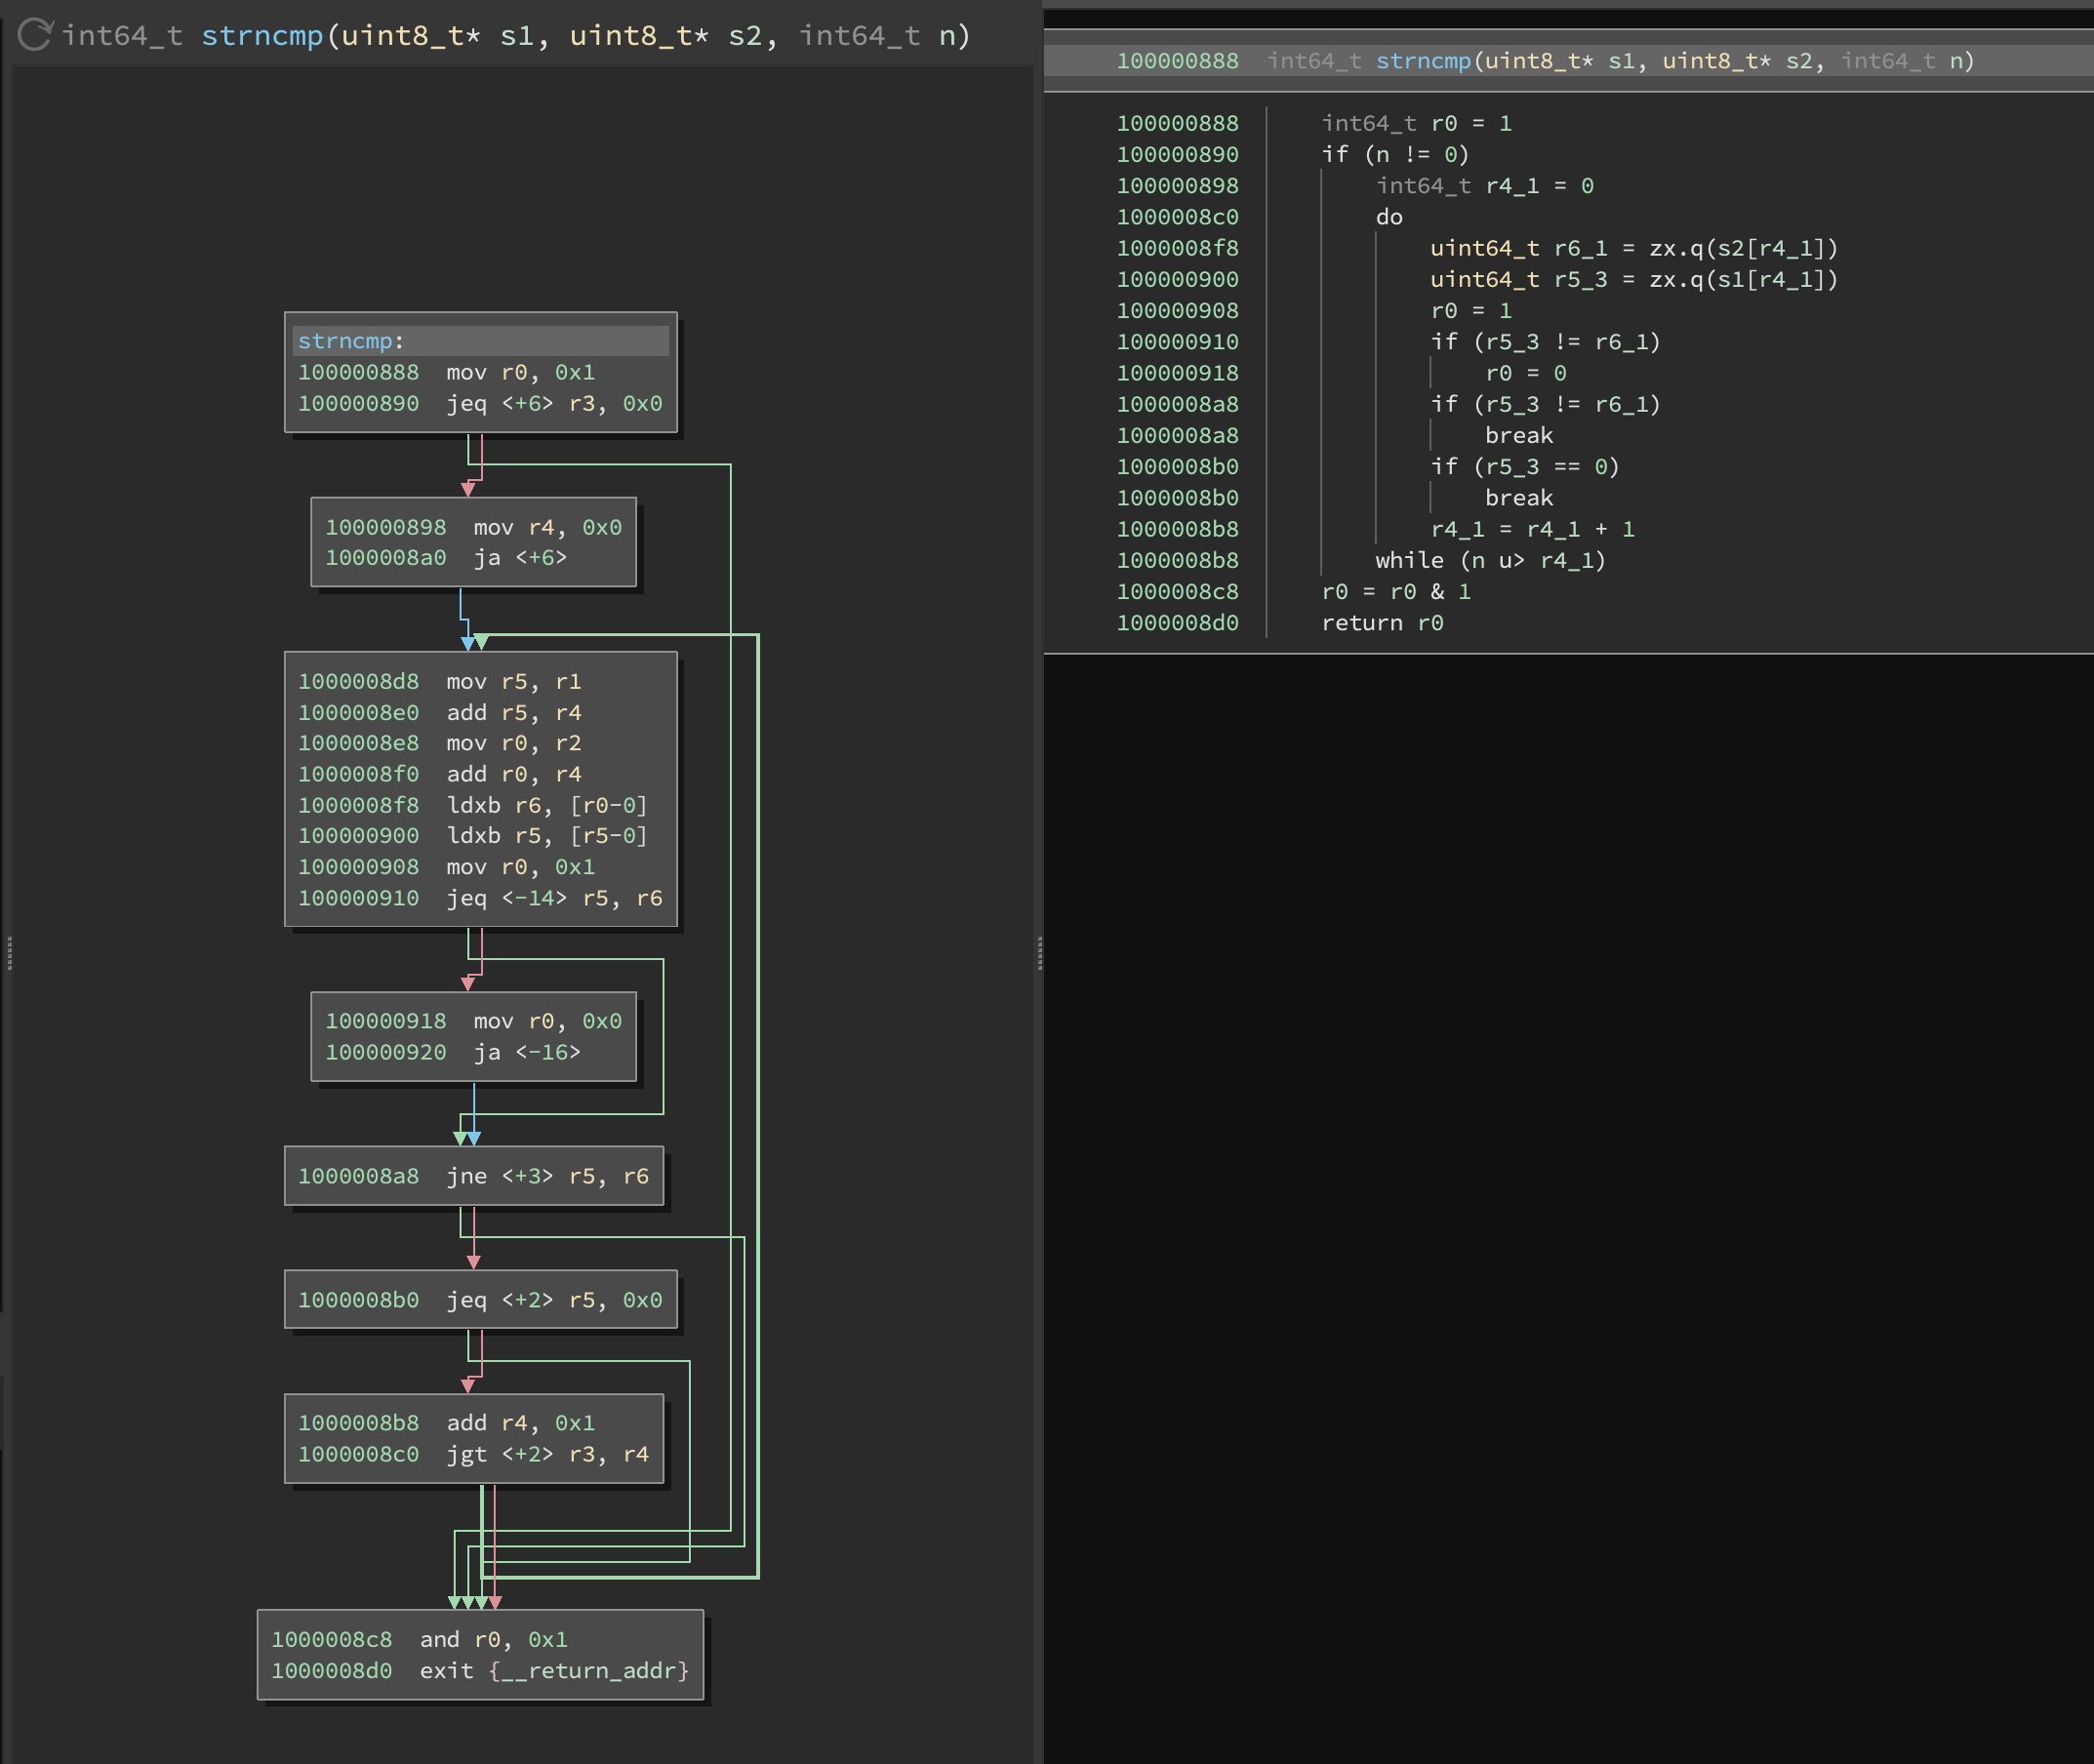 int64_t strncmp(uint8_t* s1, uint8_t* s2, int64_t n)
strncmp:
100000888 mov r0, 0x1
100000890 jeq <+6> r3, 0x0
100000898 mov r4, 0x0
1000008a0 ja <+6>
1000008d8 mov r5, r1
1000008e0 add r5, r4
1000008e8 mov r0, r2
1000008f0 add r0, r4
1000008f8 ldxb r6, [r0-0]
100000900 ldxb r5, [r5-0]
100000908 mov r0, 0x1
100000910 jeq <-14> r5, r6
100000918 mov r0, 0x0
100000920 ja <-16>
1000008a8 jne <+3> r5, r6
1000008b0 jeq <+2> r5, 0x0
1000008b8 add r4, 0x1
1000008c0 jgt <+2> r3, r4
1000008c8 and r0, 0x1
1000008d0 exit {__return_addr}
100000888 int64_t strncmp(uint8_t* s1, uint8_t* s2, int64_t n)
100000888 int64_t r0 = 1
100000890 if (n != 0)
100000898 int64_t r4_1 = 0
1000008c0 do
1000008f8 uint64_t r6_1 = zx.q(s2[r4_1])
100000900 uint64_t r5_3 = zx.q(s1[r4_1])
100000908 r0 = 1
100000910 if (r5_3 != r6_1)
100000918 r0 = 0
1000008a8 if (r5_3 != r6_1)
1000008a8 break
1000008b0 if (r5_3 == 0)
1000008b0 break
1000008b8 r4_1 = r4_1 + 1
1000008b8 while (n u> r4_1)
1000008c8 r0 = r0 & 1
1000008d0 return r0